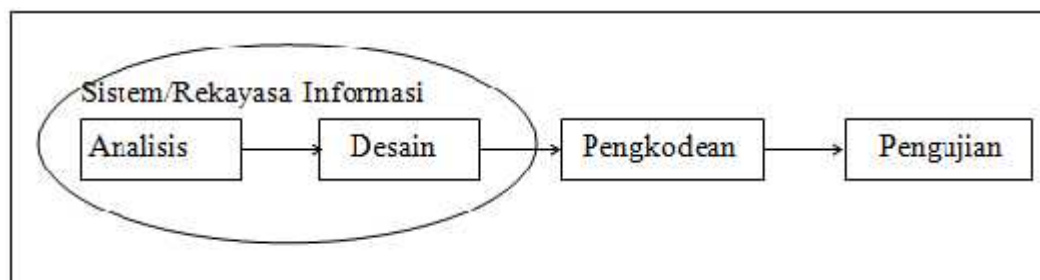 Sistem/Rekayasa Informasi
Analisis
Desain
Pengkodean
Pengujian